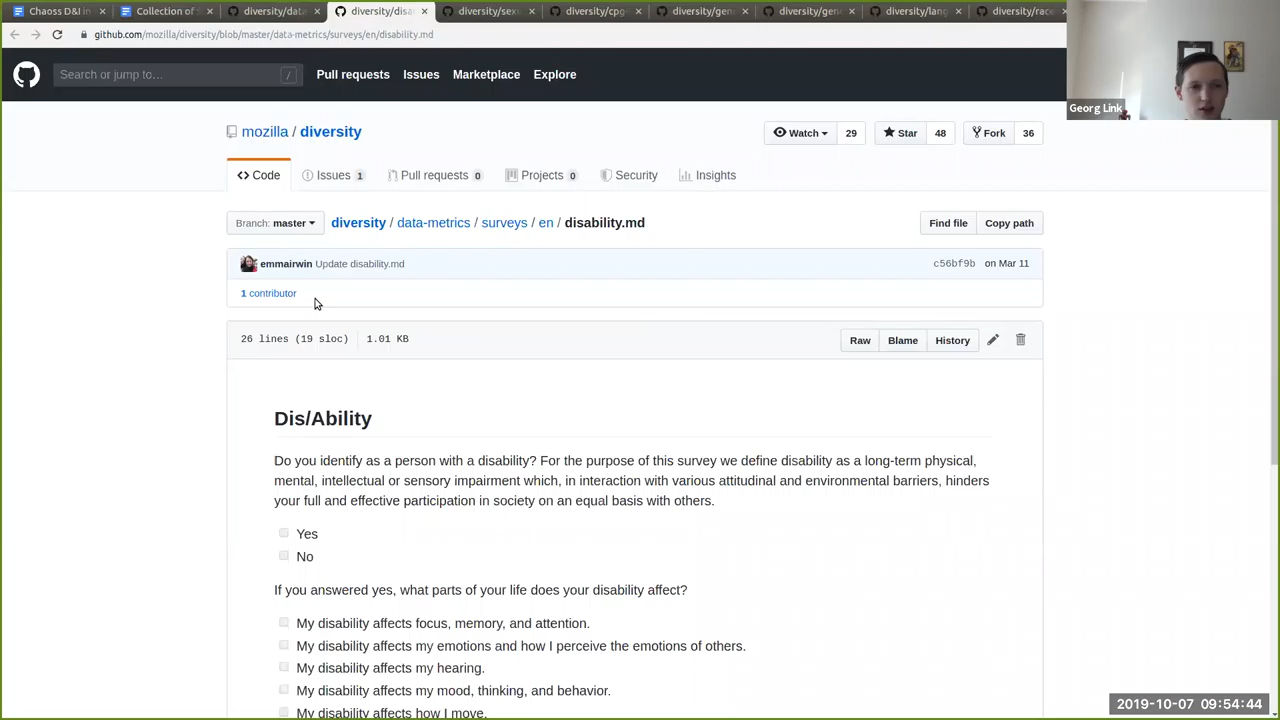 Chaoss D&I in
Collection of
diversity/data
diversity/disa
diversity/sex
diversity/cpg
diversity/gen
diversity/gen
diversity/lang
diversity/race
github.com/mozilla/diversity/blob/master/data-metrics/surveys/en/disability.md
Search or jump to…
/
Pull requests
Issues
Marketplace
Explore
Georg Link
mozilla / diversity
Watch 29
Star 48
Fork 36
Code
Issues 1
Pull requests 0
Projects 0
Security
Insights
Branch: master
diversity / data-metrics / surveys / en / disability.md
Find file
Copy path
emmairwin Update disability.md
c56bf9b on Mar 11
1 contributor
26 lines (19 sloc) 1.01 KB
Raw
Blame
History
Dis/Ability
Do you identify as a person with a disability? For the purpose of this survey we define disability as a long-term physical,
mental, intellectual or sensory impairment which, in interaction with various attitudinal and environmental barriers, hinders
your full and effective participation in society on an equal basis with others.
Yes
No
If you answered yes, what parts of your life does your disability affect?
My disability affects focus, memory, and attention.
My disability affects my emotions and how I perceive the emotions of others.
My disability affects my hearing.
My disability affects my mood, thinking, and behavior.
My disability affects how I move.
2019-10-07 09:54:44